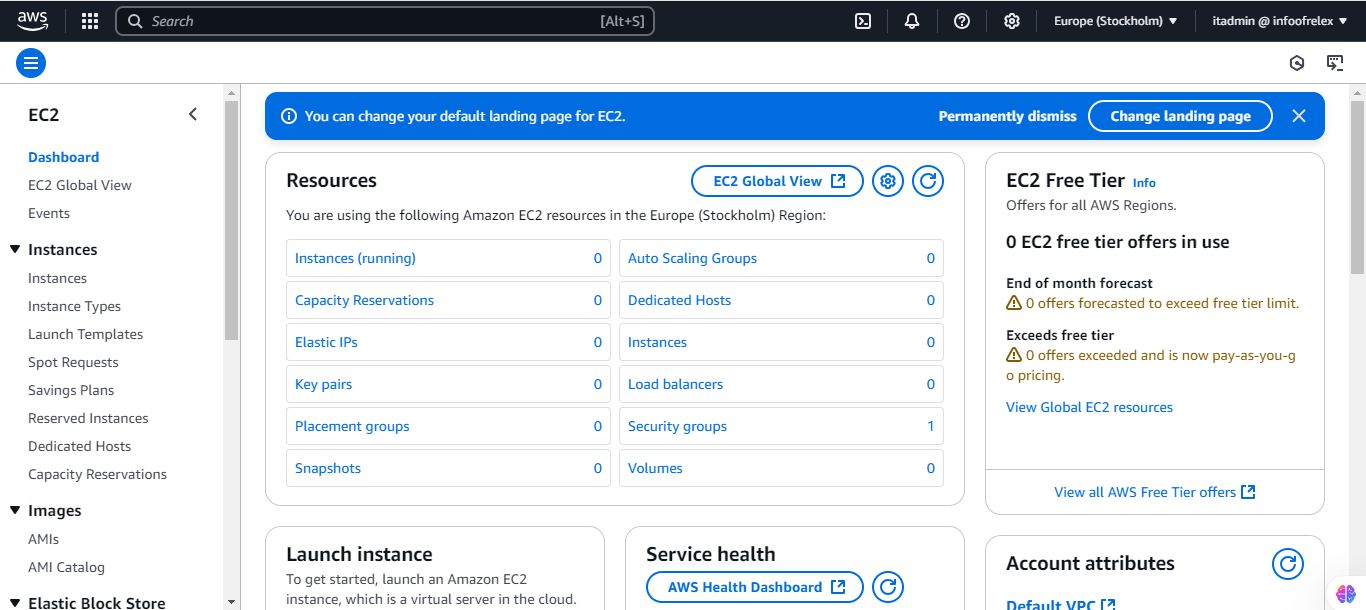 aws
Search [Alt+S]
Europe (Stockholm)
itadmin @ infoofrelex
EC2
Dashboard
EC2 Global View
Events
Instances
Instances
Instance Types
Launch Templates
Spot Requests
Savings Plans
Reserved Instances
Dedicated Hosts
Capacity Reservations
Images
AMIs
AMI Catalog
Elastic Block Store
You can change your default landing page for EC2.
Permanently dismiss
Change landing page
Resources
EC2 Global View
You are using the following Amazon EC2 resources in the Europe (Stockholm) Region:
Instances (running) 0
Auto Scaling Groups 0
Capacity Reservations 0
Dedicated Hosts 0
Elastic IPs 0
Instances 0
Key pairs 0
Load balancers 0
Placement groups 0
Security groups 1
Snapshots 0
Volumes 0
Launch instance
To get started, launch an Amazon EC2
instance, which is a virtual server in the cloud.
Service health
AWS Health Dashboard
EC2 Free Tier Info
Offers for all AWS Regions.
0 EC2 free tier offers in use
End of month forecast
0 offers forecasted to exceed free tier limit.
Exceeds free tier
0 offers exceeded and is now pay-as-you-g
o pricing.
View Global EC2 resources
View all AWS Free Tier offers
Account attributes
Default VPC